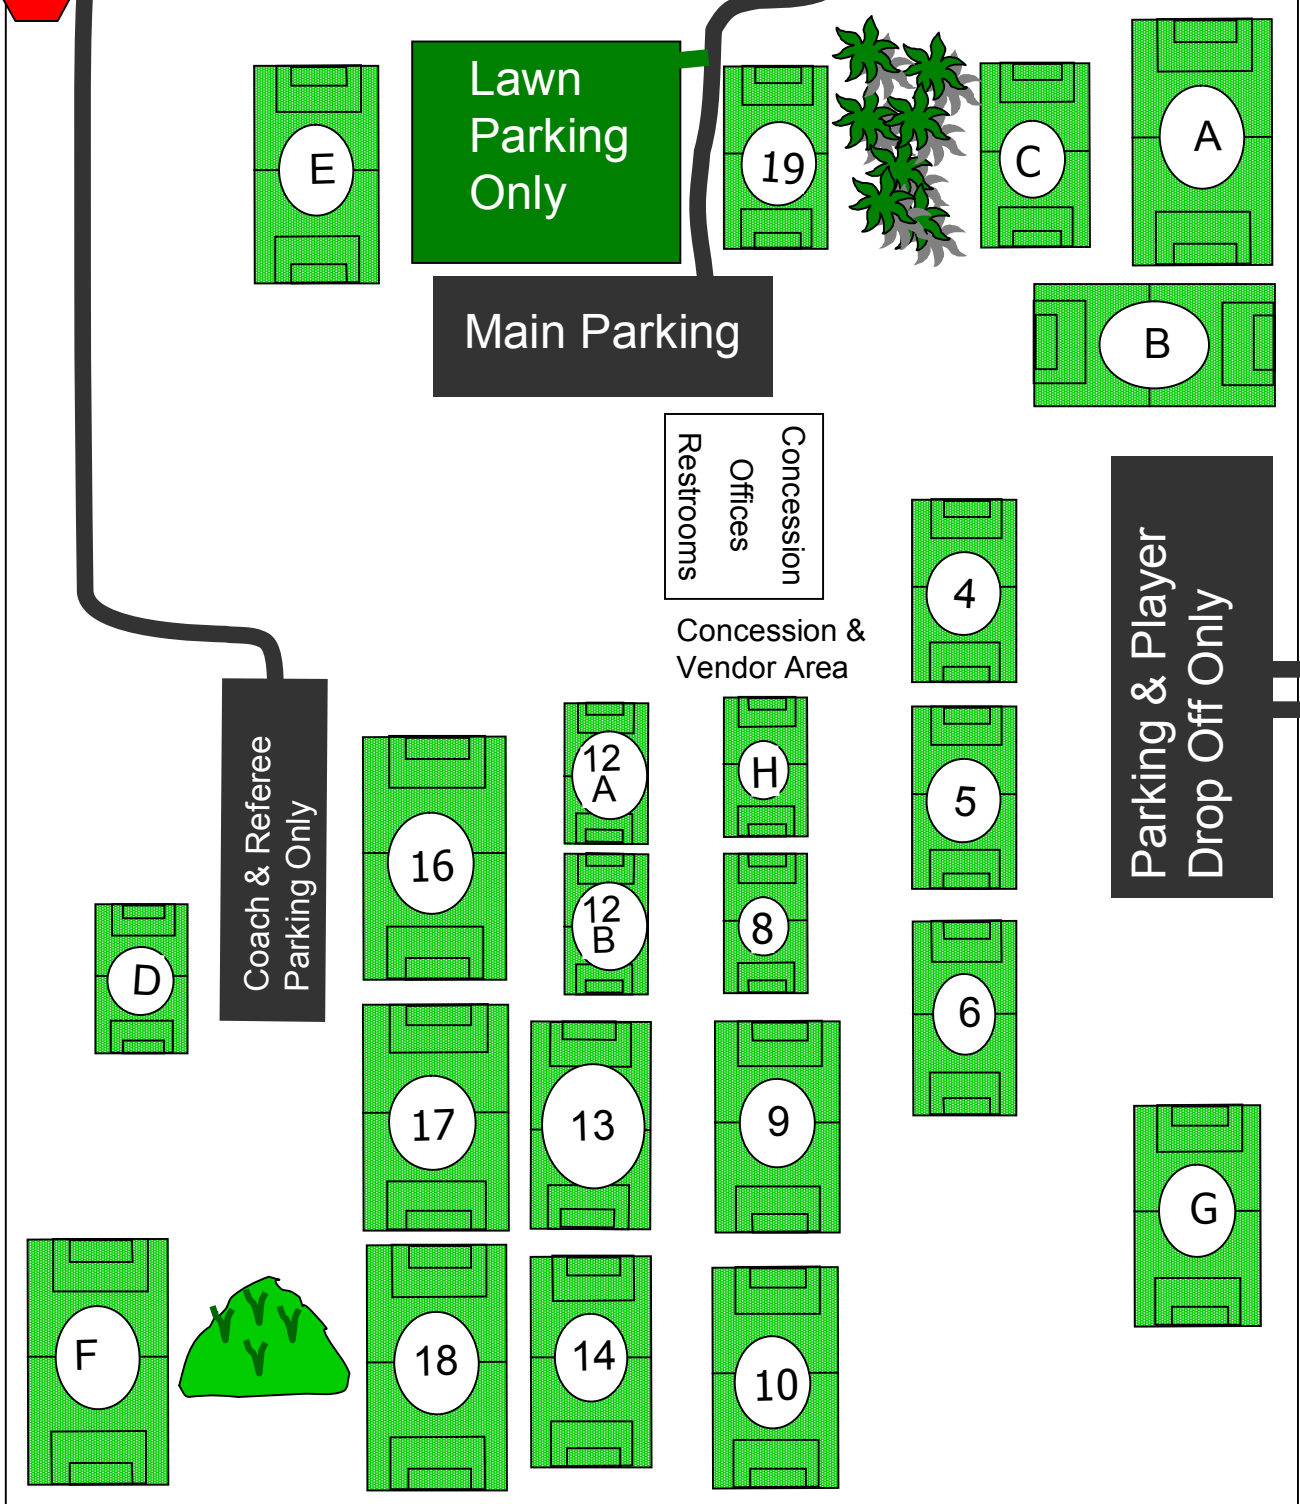 Lawn
Parking
Only
E
19
C
A
Main Parking
B
Concession
Offices
Restrooms
4
Concession &
Vendor Area
Parking & Player
Drop Off Only
Coach & Referee
Parking Only
16
12
A
H
5
12
B
8
D
6
17
13
9
G
F
18
14
10